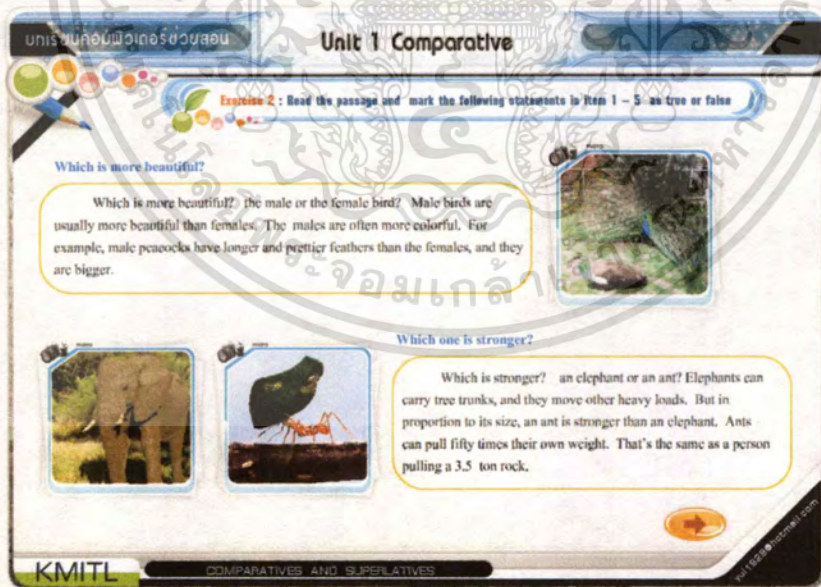 บทเรียนคอมพิวเตอร์ช่วยสอน
Unit 1 Comparative
Exercise 2 : Read the passage and mark the following statements in item 1 – 5 as true or false
Which is more beautiful?
PHOTO
Which is more beautiful? the male or the female bird? Male birds are
usually more beautiful than females. The males are often more colorful. For
example, male peacocks have longer and prettier feathers than the females, and they
are bigger.
PHOTO
PHOTO
Which one is stronger?
Which is stronger? an elephant or an ant? Elephants can
carry tree trunks, and they move other heavy loads. But in
proportion to its size, an ant is stronger than an elephant. Ants
can pull fifty times their own weight. That's the same as a person
pulling a 3.5 ton rock.
KMITL
COMPARATIVES AND SUPERLATIVES